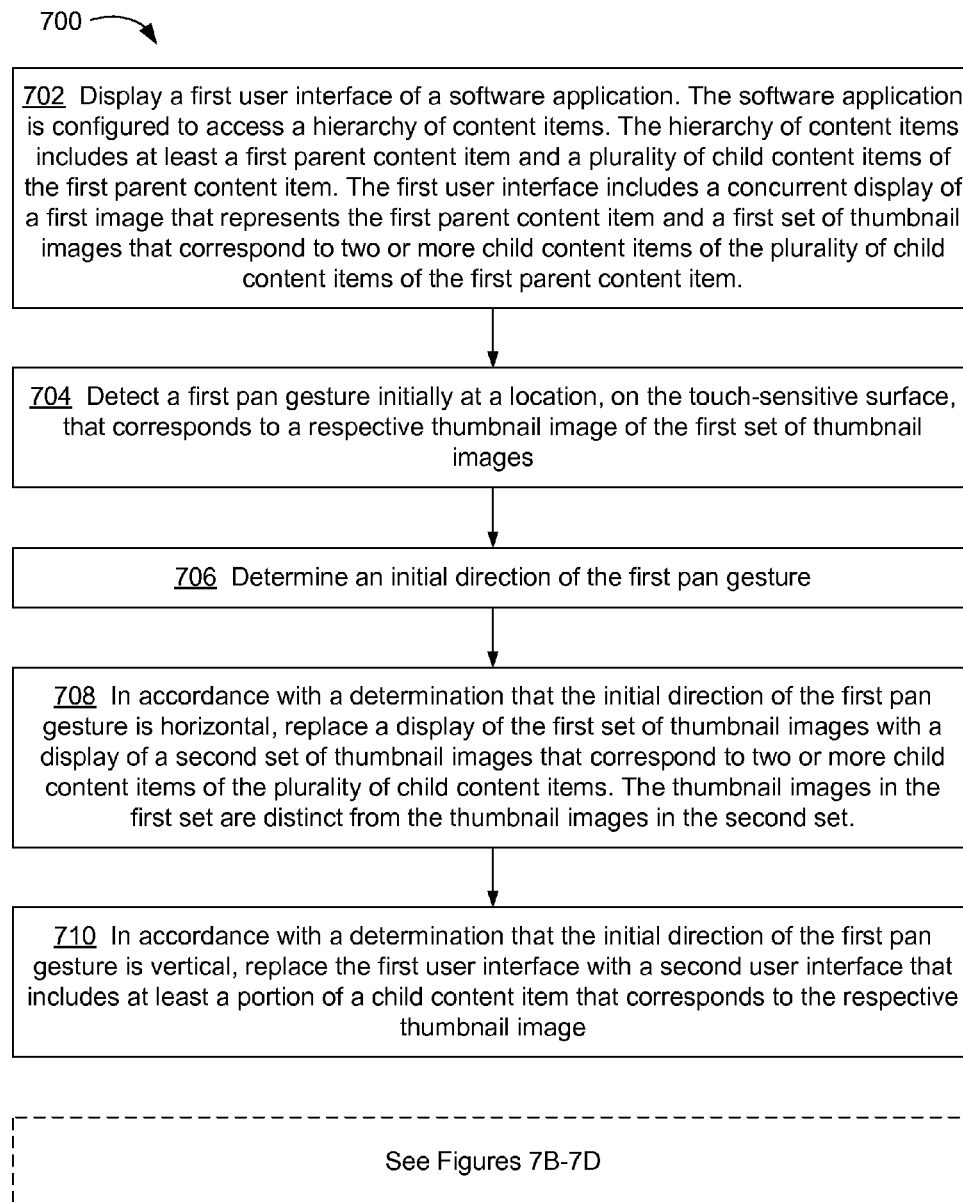 700
702 Display a first user interface of a software application. The software application
is configured to access a hierarchy of content items. The hierarchy of content items
includes at least a first parent content item and a plurality of child content items of
the first parent content item. The first user interface includes a concurrent display of
a first image that represents the first parent content item and a first set of thumbnail
images that correspond to two or more child content items of the plurality of child
content items of the first parent content item.
704 Detect a first pan gesture initially at a location, on the touch-sensitive surface,
that corresponds to a respective thumbnail image of the first set of thumbnail
images
706 Determine an initial direction of the first pan gesture
708 In accordance with a determination that the initial direction of the first pan
gesture is horizontal, replace a display of the first set of thumbnail images with a
display of a second set of thumbnail images that correspond to two or more child
content items of the plurality of child content items. The thumbnail images in the
first set are distinct from the thumbnail images in the second set.
710 In accordance with a determination that the initial direction of the first pan
gesture is vertical, replace the first user interface with a second user interface that
includes at least a portion of a child content item that corresponds to the respective
thumbnail image
See Figures 7B-7D